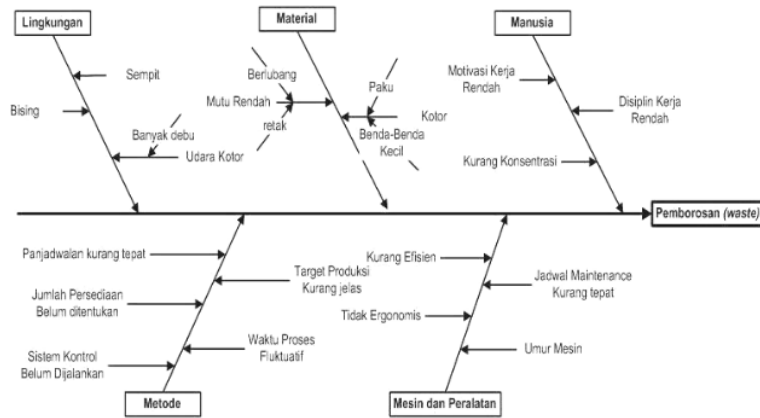 Lingkungan
Material
Manusia
Sempit
Bising
Banyak debu
Udara Kotor
Berlubang
Mutu Rendah
retak
Paku
Kotor
Benda-Benda
Kecil
Motivasi Kerja
Rendah
Disiplin Kerja
Rendah
Kurang Konsentrasi
Pemborosan (waste)
Panjadwalan kurang tepat
Target Produksi
Kurang jelas
Jumlah Persediaan
Belum ditentukan
Waktu Proses
Fluktuatif
Sistem Kontrol
Belum Dijalankan
Kurang Efisien
Jadwal Maintenance
Kurang tepat
Tidak Ergonomis
Umur Mesin
Metode
Mesin dan Peralatan